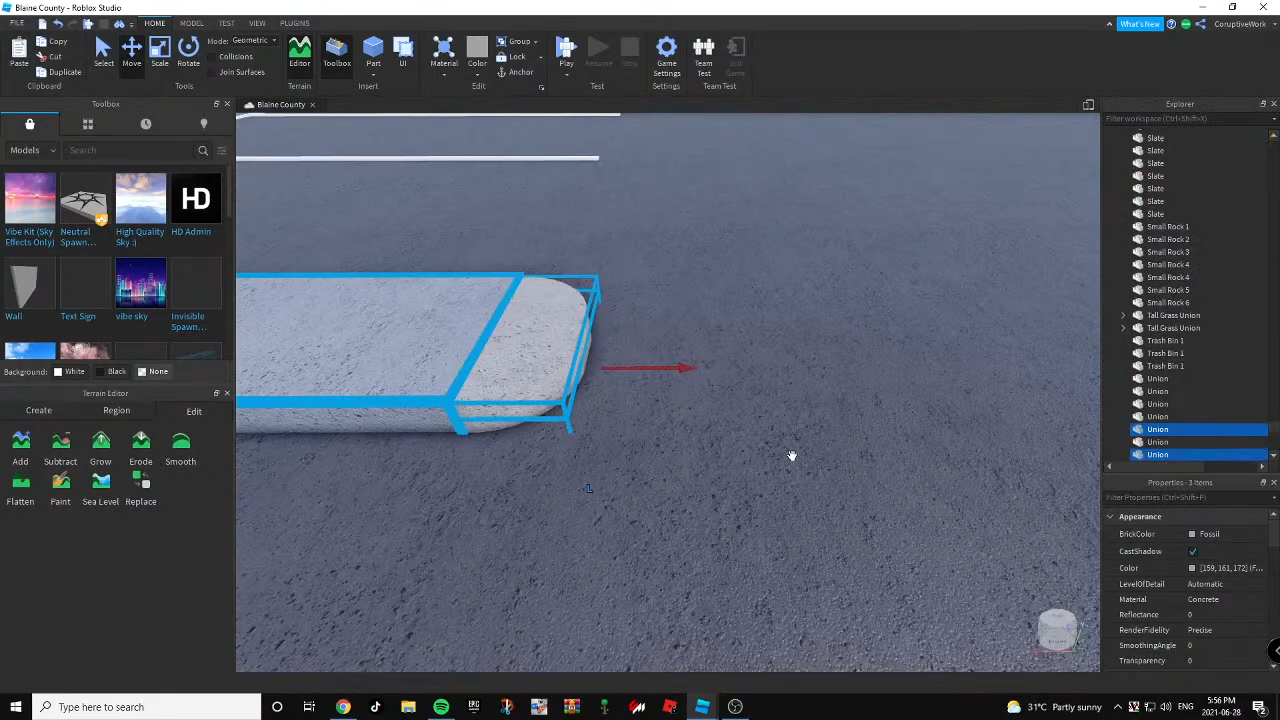 Blaine County - Roblox Studio
FILE HOME MODEL TEST VIEW PLUGINS What's New CoruptiveWork
Paste Copy Cut Duplicate Clipboard
Select Move Scale Rotate Mode: Geometric Collisions Join Surfaces Tools
Editor Terrain
Toolbox Part UI Insert
Material Color Group Lock Anchor Edit
Play Resume Stop Test
Game Settings Settings
Team Test Exit Game Team Test
Toolbox
Blaine County
Models Search
Vibe Kit (Sky Effects Only)
Neutral Spawn...
High Quality Sky :)
HD
HD Admin
Wall
Text Sign
vibe sky
Invisible Spawn...
Background: White Black None
Terrain Editor
Create Region Edit
Add Subtract Grow Erode Smooth
Flatten Paint Sea Level Replace
L
Explorer
Filter workspace (Ctrl+Shift+X)
Slate
Slate
Slate
Slate
Slate
Slate
Slate
Small Rock 1
Small Rock 2
Small Rock 3
Small Rock 4
Small Rock 4
Small Rock 5
Small Rock 6
Tall Grass Union
Tall Grass Union
Trash Bin 1
Trash Bin 1
Trash Bin 1
Union
Union
Union
Union
Union
Union
Union
Properties - 3 Items
Filter Properties (Ctrl+Shift+P)
Appearance
BrickColor Fossil
CastShadow
Color [159, 161, 172] (F...
LevelOfDetail Automatic
Material Concrete
Reflectance 0
RenderFidelity Precise
SmoothingAngle 0
Transparency 0
Type here to search
31°C Partly sunny
ENG
5:56 PM
2021-06-28